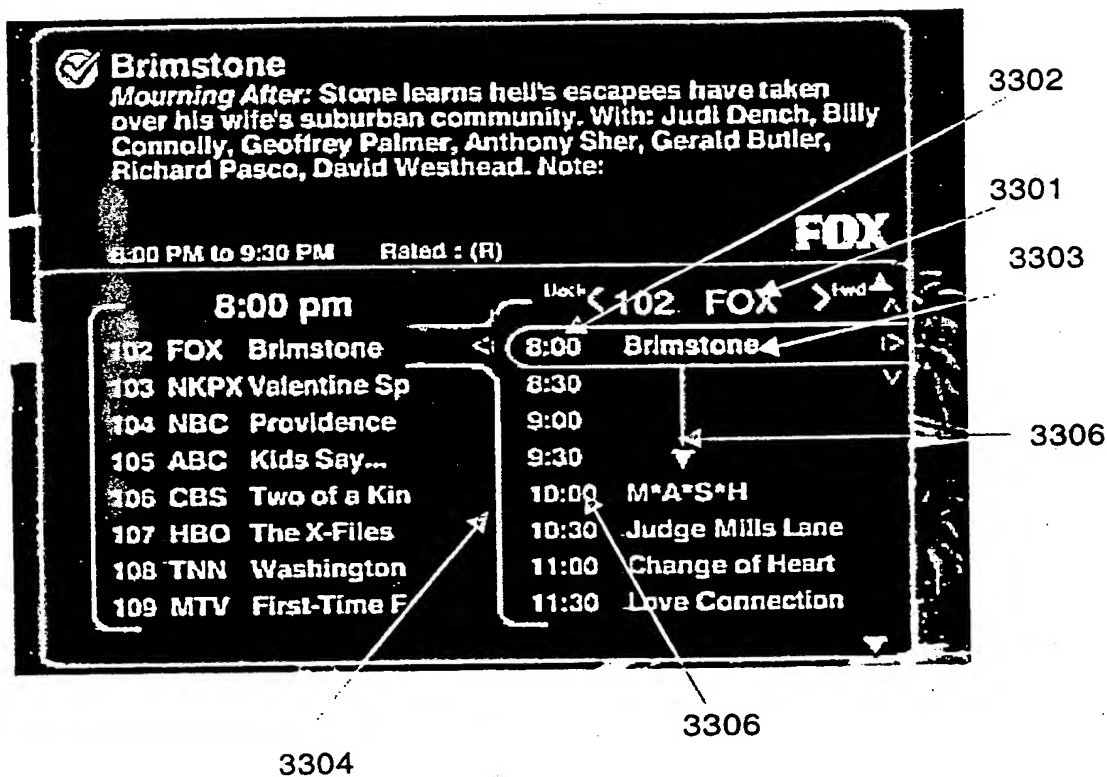 Brimstone
Mourning After: Stone learns hell's escapees have taken
over his wife's suburban community. With: Judi Dench, Billy
Connolly, Geoffrey Palmer, Anthony Sher, Gerald Butler,
Richard Pasco, David Westhead. Note:
8:00 PM to 9:30 PM Rated : (R)
FOX
8:00 pm
102 FOX Brimstone
103 NKPX Valentine Sp
104 NBC Providence
105 ABC Kids Say...
106 CBS Two of a Kin
107 HBO The X-Files
108 TNN Washington
109 MTV First-Time F
102 FOX Fwd
8:00 Brimstone
8:30
9:00
9:30
10:00 M*A*S*H
10:30 Judge Mills Lane
11:00 Change of Heart
11:30 Love Connection
3302
3301
3303
3306
3306
3304